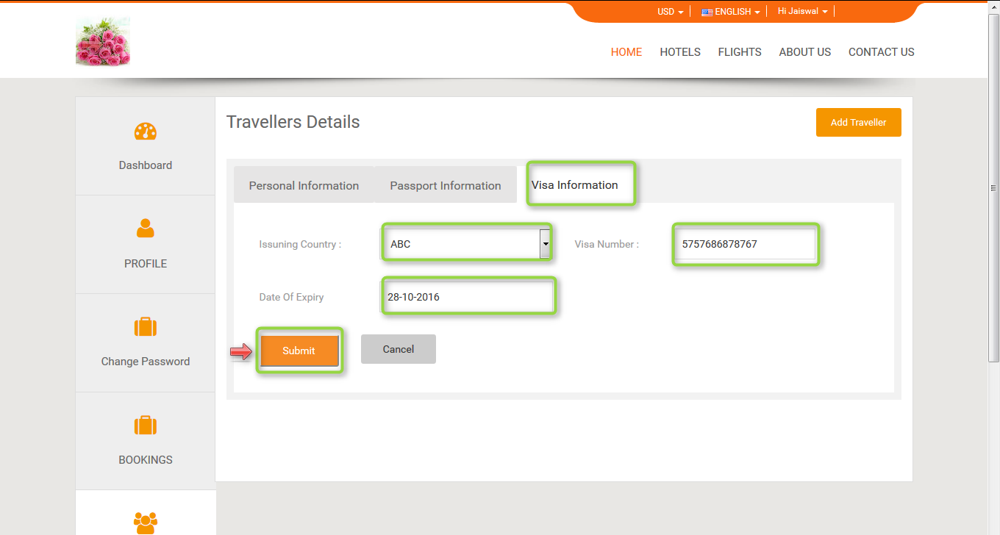 USD ENGLISH Hi Jaiswal
HOME HOTELS FLIGHTS ABOUT US CONTACT US
Dashboard
PROFILE
Change Password
BOOKINGS
Travellers Details Add Traveller
Personal Information Passport Information Visa Information
Issuning Country : ABC Visa Number : 5757686878767
Date Of Expiry 28-10-2016
Submit Cancel